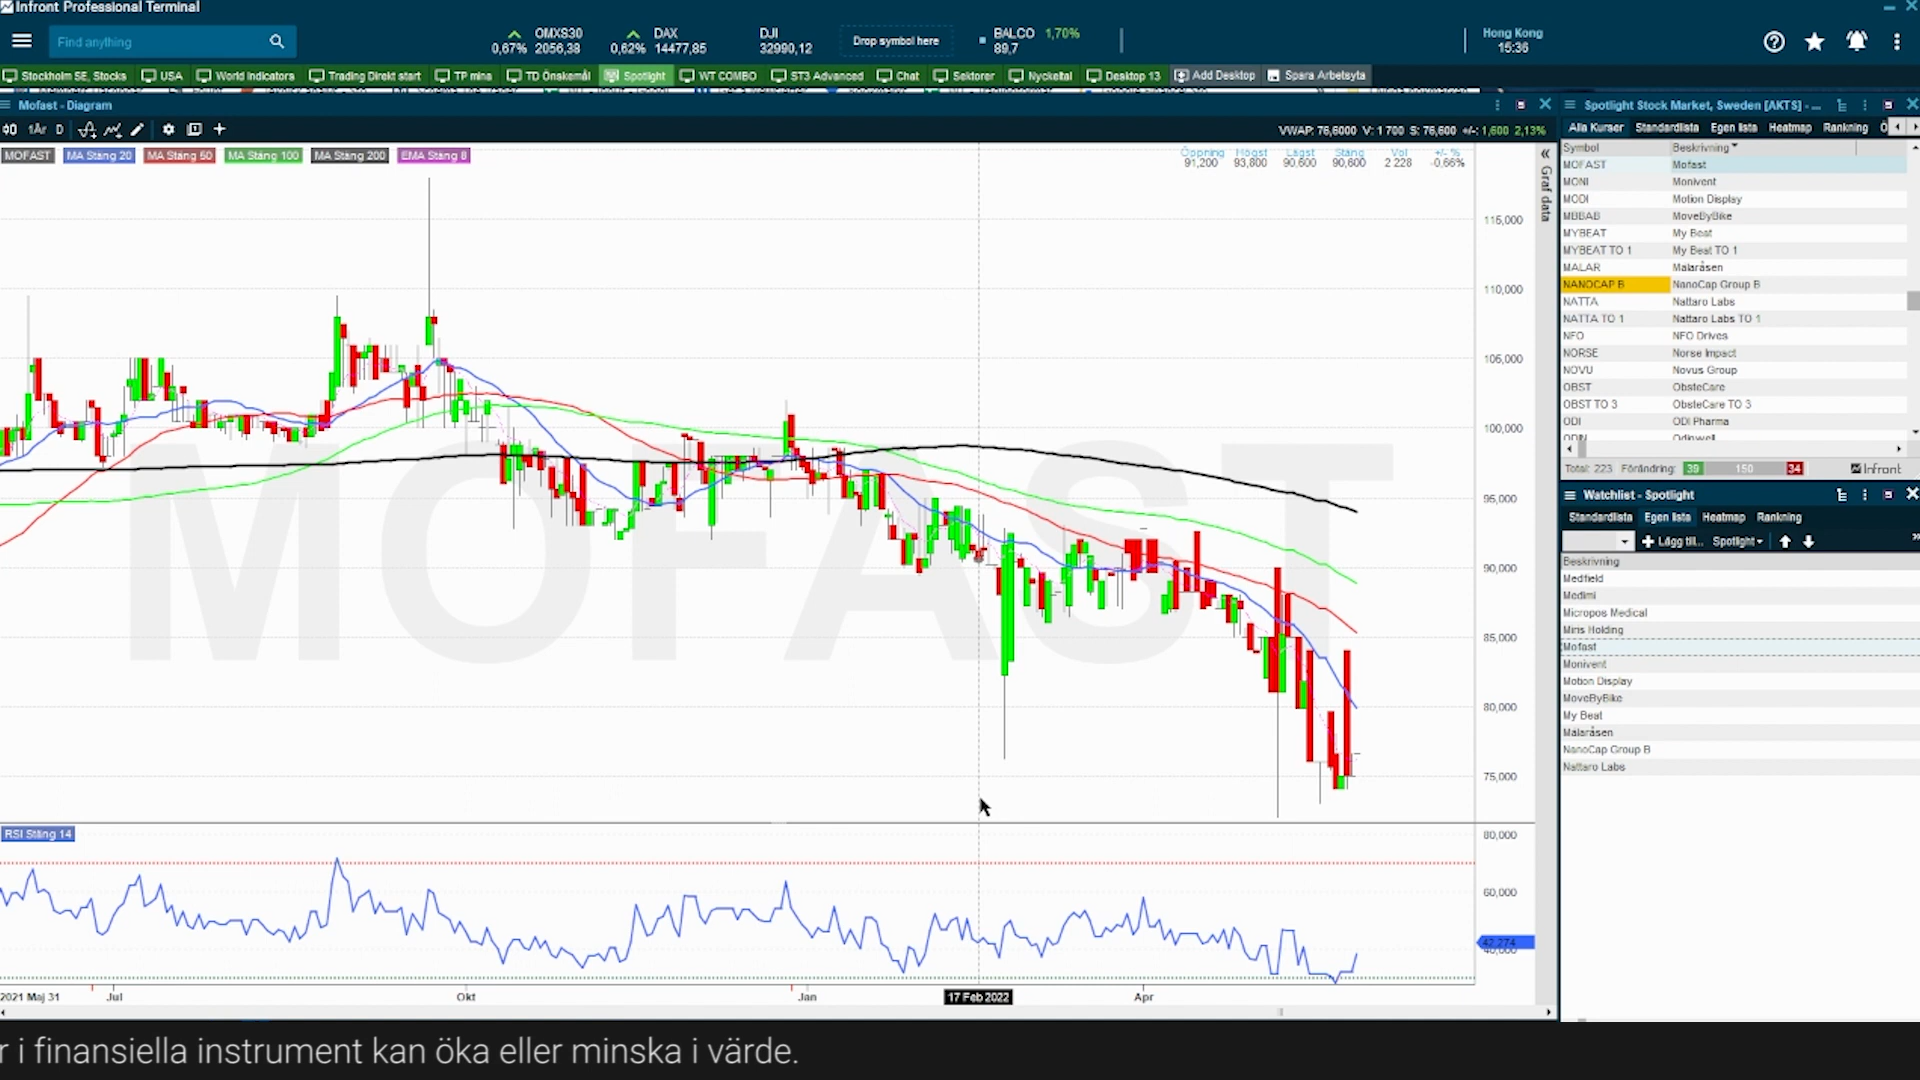 Infront Professional Terminal
Find anything
0,67% OMXS30 2056,38
0,62% DAX 14477,85
DJI 32990,12
Drop symbol here
BALCO 1,70% 89,7
Hong Kong 15:36
Stockholm SE, Stocks USA World Indicators Trading Direkt start TP mina TD Önskemål Spotlight WT COMBO ST3 Advanced Chat Sektorer Nyckeltal Desktop 13 Add Desktop Spara Arbetsyta
Mofast - Diagram
1År D
VWAP: 76,6000 V: 1 700 S: 76,600 +/-: 1,600 2,13%
MOFAST MA Stäng 20 MA Stäng 50 MA Stäng 100 MA Stäng 200 EMA Stäng 8
Öppning Högst Lägst Stäng Vol +/- %
91,200 93,800 90,600 90,600 2 228 -0,66%
Graf data
MOFAST
115,000
110,000
105,000
100,000
95,000
90,000
85,000
80,000
75,000
RSI Stäng 14
80,000
60,000
42,274
40,000
2021 Maj 31 Jul Okt Jan 17 Feb 2022 Apr
Spotlight Stock Market, Sweden [AKTS] - ...
Alla Kurser Standardlista Egen lista Heatmap Ranking
Symbol Beskrivning
MOFAST Mofast
MONI Monivent
MODI Motion Display
MBBAB MoveByBike
MYBEAT My Beat
MYBEAT TO 1 My Beat TO 1
MALAR Mälaråsen
NANOCAP B NanoCap Group B
NATTA Nattaro Labs
NATTA TO 1 Nattaro Labs TO 1
NFO NFO Drives
NORSE Norse Impact
NOVU Novus Group
OBST ObsteCare
OBST TO 3 ObsteCare TO 3
ODI ODI Pharma
ODIN Odinwell
Total: 223 Förändring: 39 150 34 Infront
Watchlist - Spotlight
Standardlista Egen lista Heatmap Ranking
Lägg till... Spotlight
Beskrivning
Medfield
Medimi
Micropos Medical
Miris Holding
Mofast
Monivent
Motion Display
MoveByBike
My Beat
Mälaråsen
NanoCap Group B
Nattaro Labs
r i finansiella instrument kan öka eller minska i värde.